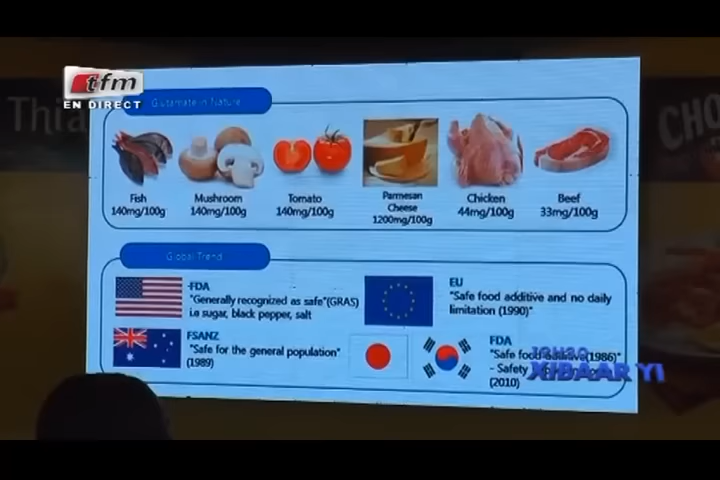 tfm
EN DIRECT
Thia
CHO
Glutamate in Nature
Fish
140mg/100g
Mushroom
140mg/100g
Tomato
140mg/100g
Parmesan
Cheese
1200mg/100g
Chicken
44mg/100g
Beef
33mg/100g
Global Trend
FDA
"Generally recognized as safe"(GRAS)
i.e sugar, black pepper, salt
EU
"Safe food additive and no daily
limitation (1990)"
FSANZ
"Safe for the general population"
(1989)
FDA
"Safe food additive(1986)"
- Safety
(2010)
XIBAAR YI